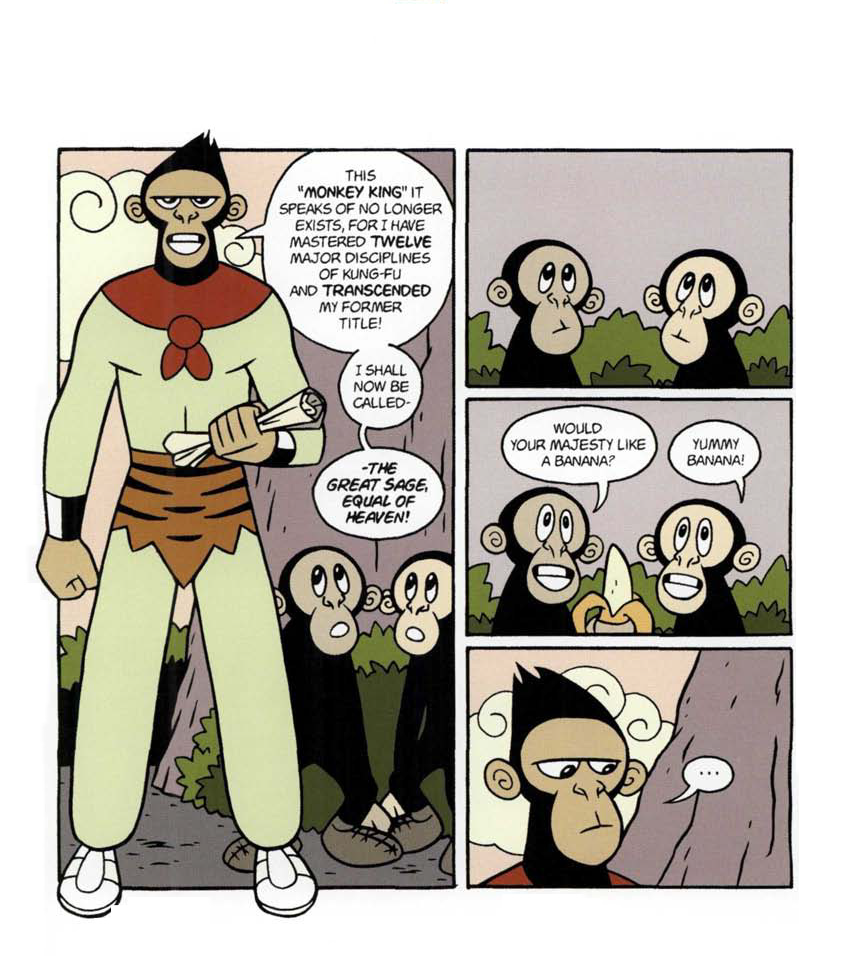 THIS
"MONKEY KING" IT
SPEAKS OF NO LONGER
EXISTS, FOR I HAVE
MASTERED TWELVE
MAJOR DISCIPLINES
OF KUNG-FU
AND TRANSCENDED
MY FORMER
TITLE!
I SHALL
NOW BE
CALLED-
-THE
GREAT SAGE,
EQUAL OF
HEAVEN!
WOULD
YOUR MAJESTY LIKE
A BANANA?
YUMMY
BANANA!
...